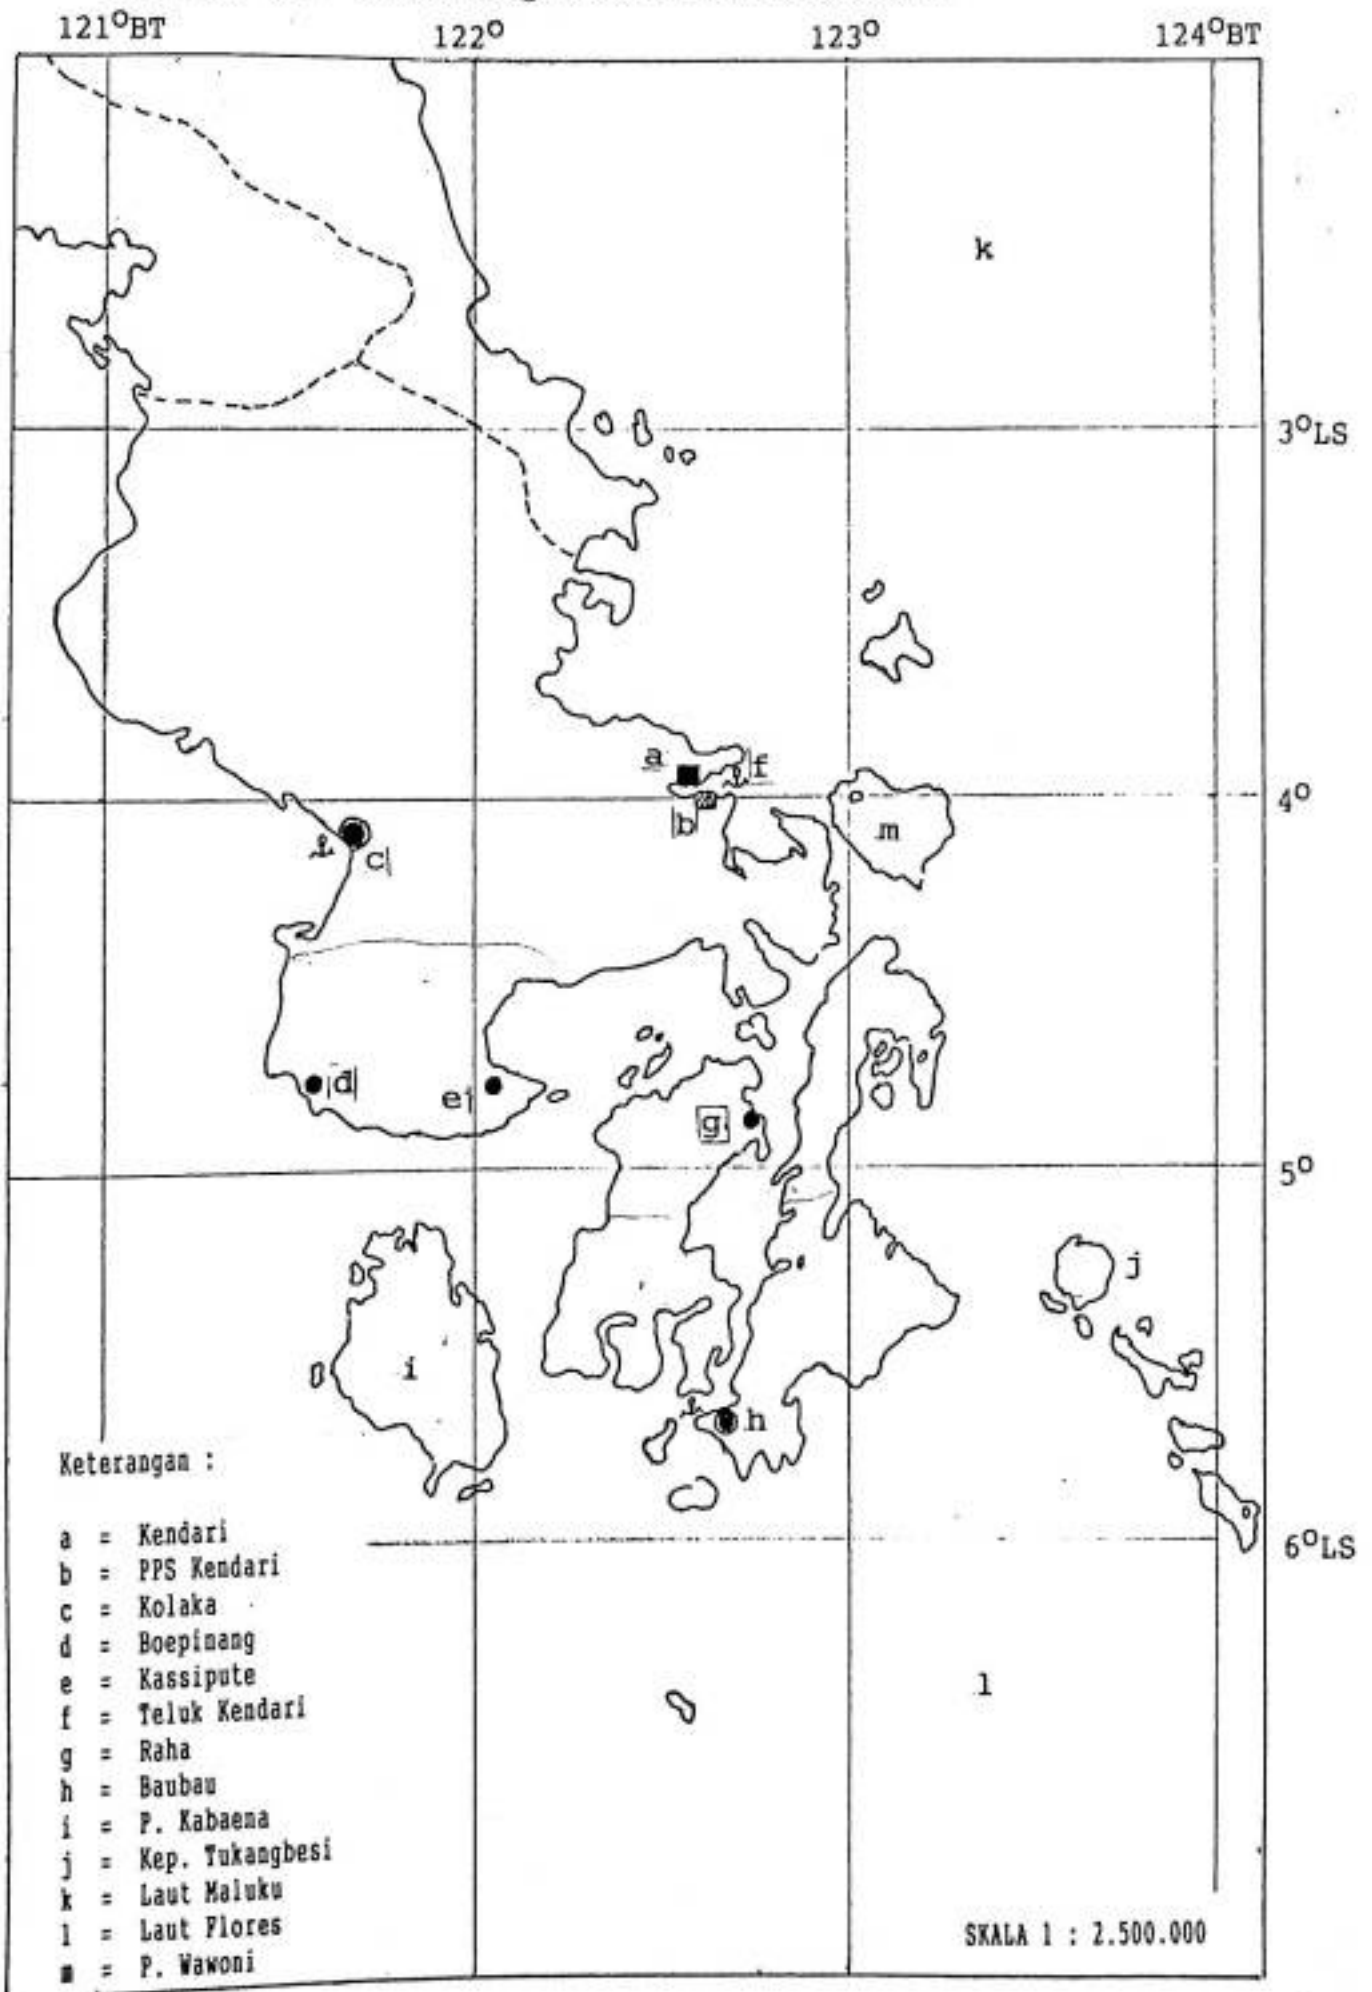 121°BT 122° 123° 124°BT
k
3°LS
a f
b
4°
m
c
d
e
g
5°
j
i
h
6°LS
l
Keterangan :
a = Kendari
b = PPS Kendari
c = Kolaka
d = Boepinang
e = Kassipute
f = Teluk Kendari
g = Raha
h = Baubau
i = P. Kabaena
j = Kep. Tukangbesi
k = Laut Maluku
l = Laut Flores
m = P. Wawoni
SKALA 1 : 2.500.000